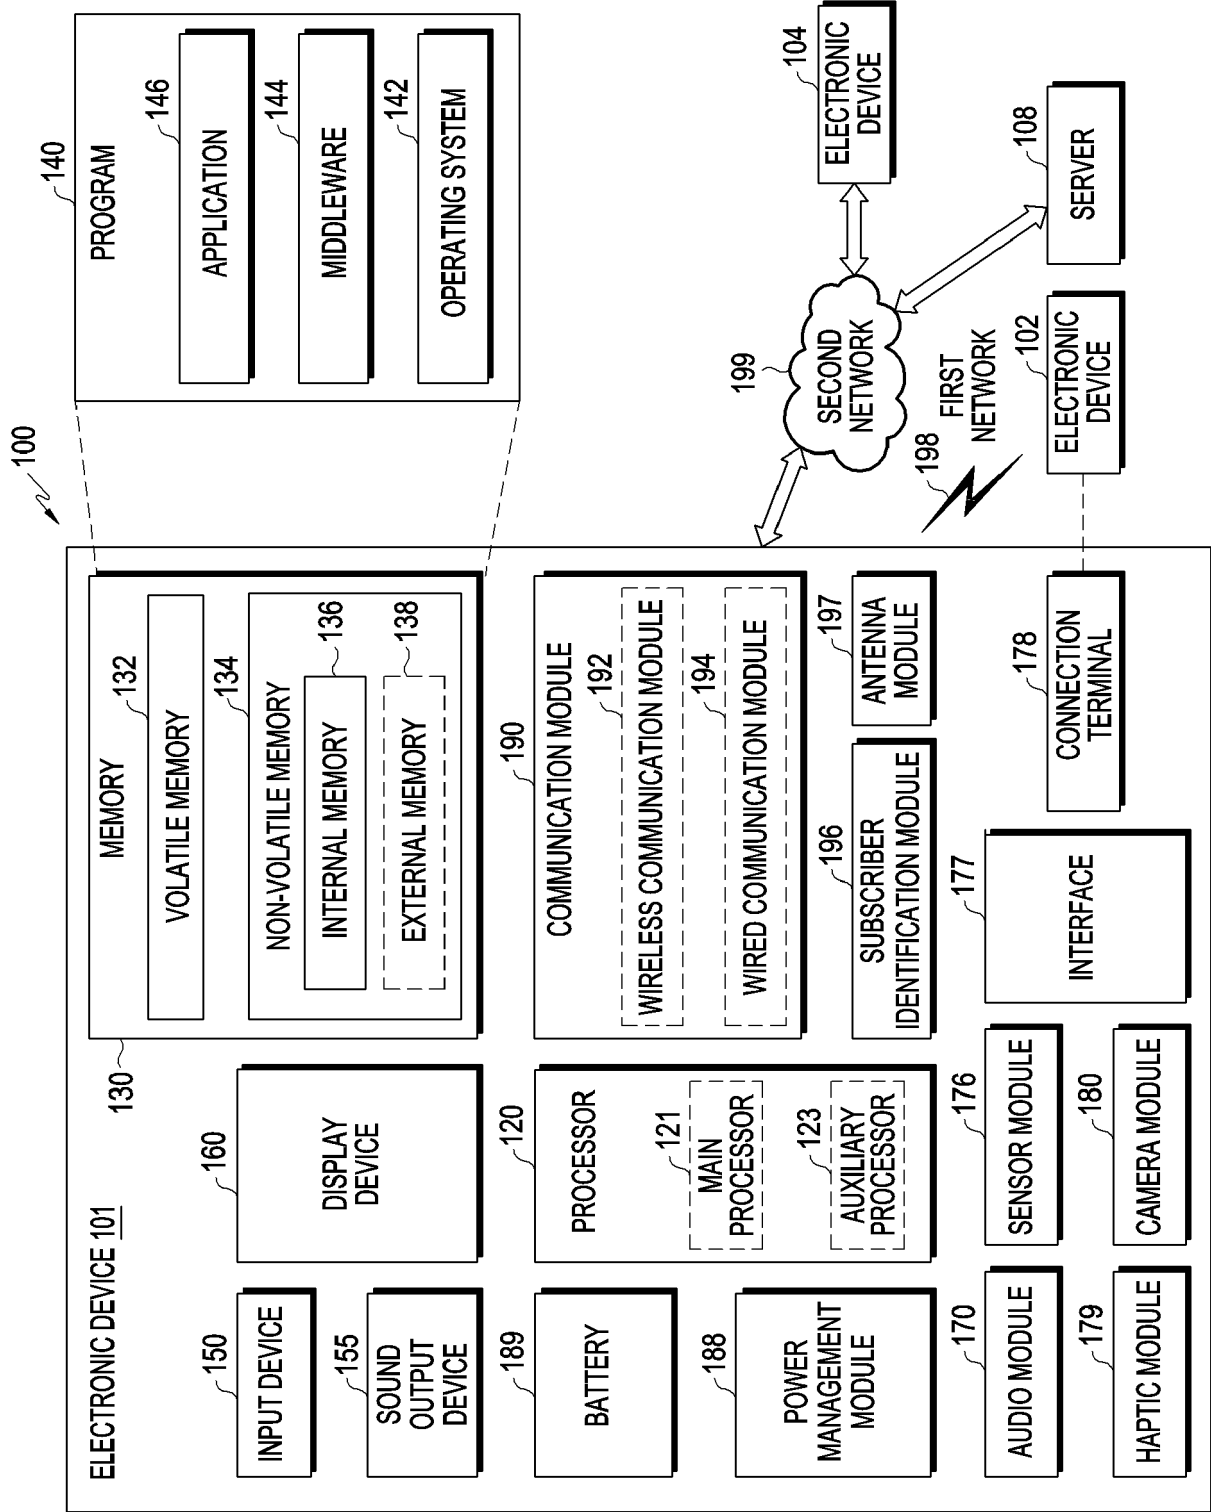 100
ELECTRONIC DEVICE 101
150
INPUT DEVICE
155
SOUND
OUTPUT
DEVICE
160
DISPLAY
DEVICE
130
MEMORY
132
VOLATILE MEMORY
134
NON-VOLATILE MEMORY
136
INTERNAL MEMORY
138
EXTERNAL MEMORY
140
PROGRAM
146
APPLICATION
144
MIDDLEWARE
142
OPERATING SYSTEM
189
BATTERY
188
POWER
MANAGEMENT
MODULE
120
PROCESSOR
121
MAIN
PROCESSOR
123
AUXILIARY
PROCESSOR
190
COMMUNICATION MODULE
192
WIRELESS COMMUNICATION MODULE
194
WIRED COMMUNICATION MODULE
196
SUBSCRIBER
IDENTIFICATION MODULE
197
ANTENNA
MODULE
199
SECOND
NETWORK
104
ELECTRONIC
DEVICE
198
FIRST
NETWORK
108
SERVER
102
ELECTRONIC
DEVICE
170
AUDIO MODULE
176
SENSOR MODULE
177
INTERFACE
178
CONNECTION
TERMINAL
179
HAPTIC MODULE
180
CAMERA MODULE